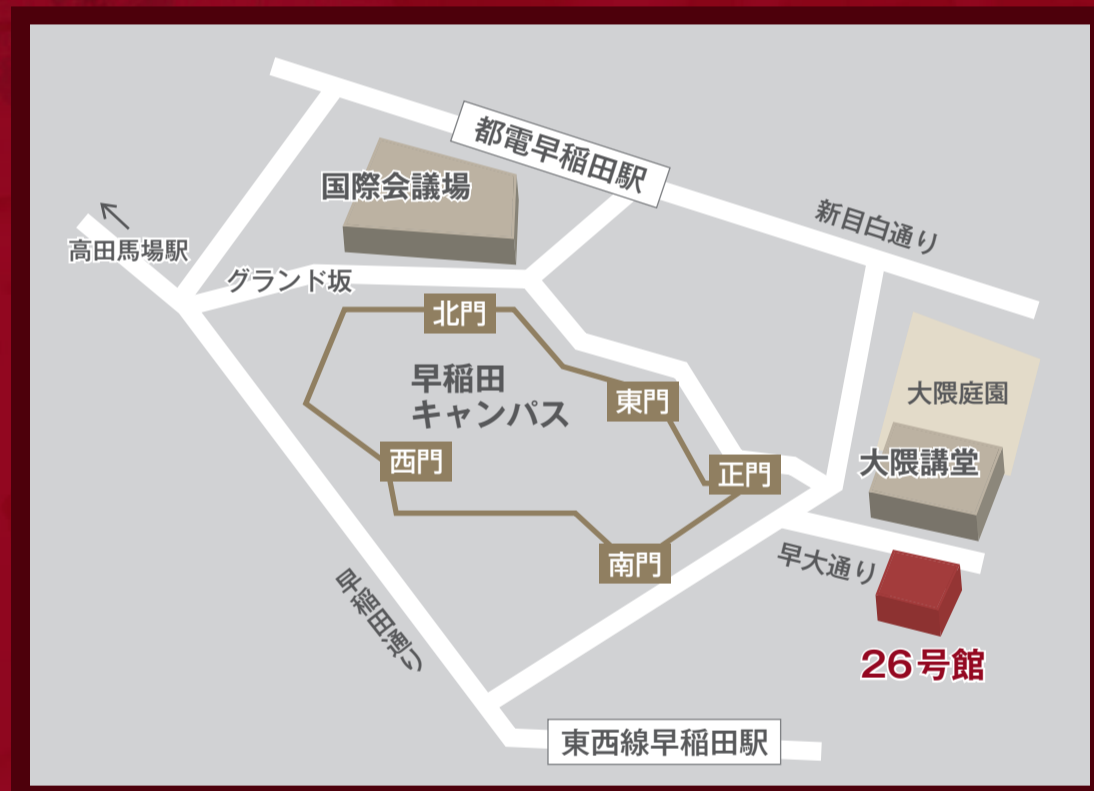 都電早稲田駅
国際会議場
新目白通り
高田馬場駅
グランド坂
北門
早稲田
キャンパス
東門
大隈庭園
西門
正門
大隈講堂
南門
早大通り
早稲田通り
26号館
東西線早稲田駅